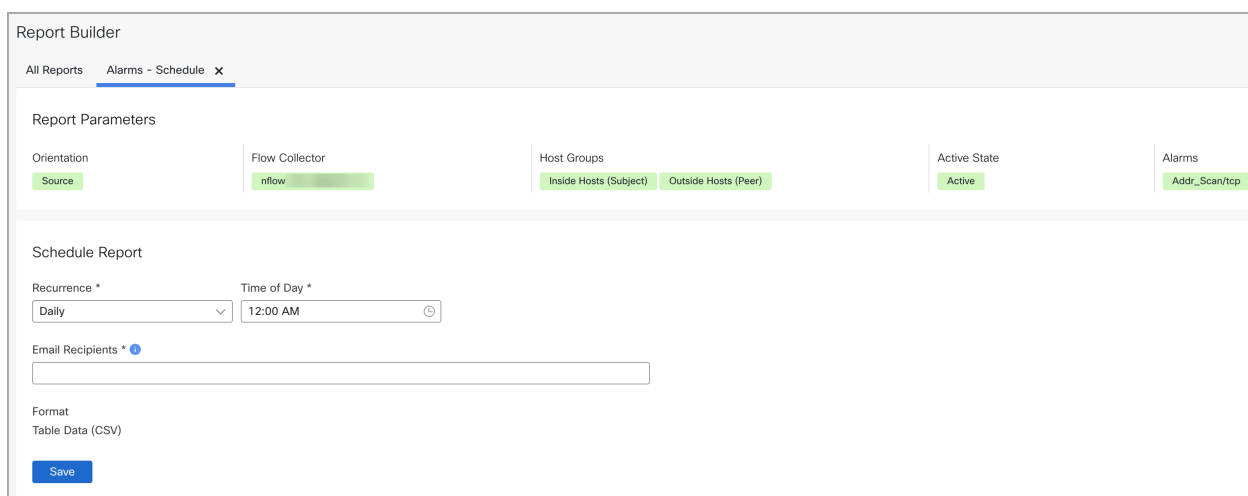 Report Builder
All Reports Alarms - Schedule
Report Parameters
Orientation Flow Collector Host Groups Active State Alarms
Source nflow Inside Hosts (Subject) Outside Hosts (Peer) Active Addr_Scan/tcp
Schedule Report
Recurrence * Time of Day *
Daily 12:00 AM
Email Recipients *
Format
Table Data (CSV)
Save